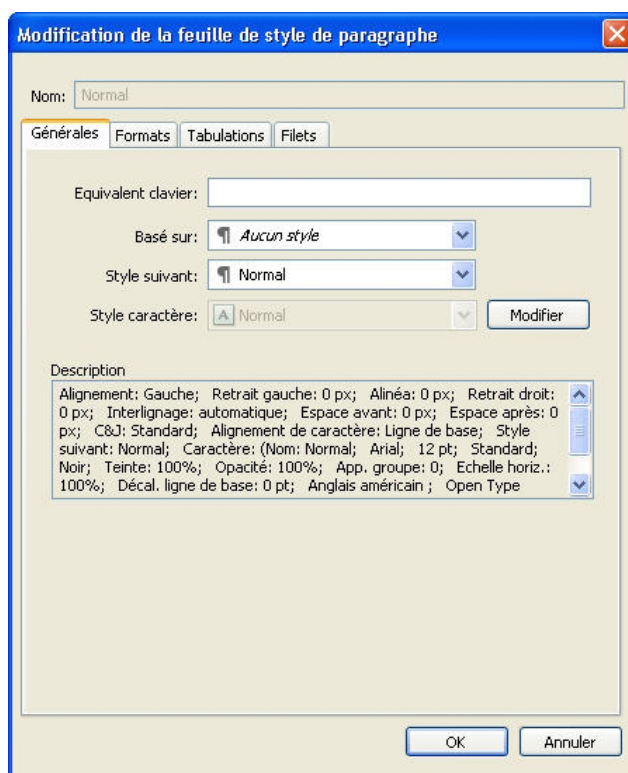 Modification de la feuille de style de paragraphe
Nom: Normal
Générales Formats Tabulations Filets
Equivalent clavier:
Basé sur: ¶ Aucun style
Style suivant: ¶ Normal
Style caractère: A Normal Modifier
Description
Alignement: Gauche; Retrait gauche: 0 px; Alinéa: 0 px; Retrait droit:
0 px; Interlignage: automatique; Espace avant: 0 px; Espace après: 0
px; C&J: Standard; Alignement de caractère: Ligne de base; Style
suivant: Normal; Caractère: (Nom: Normal; Arial; 12 pt; Standard;
Noir; Teinte: 100%; Opacité: 100%; App. groupe: 0; Echelle horiz.:
100%; Décal. ligne de base: 0 pt; Anglais américain ; Open Type
OK Annuler